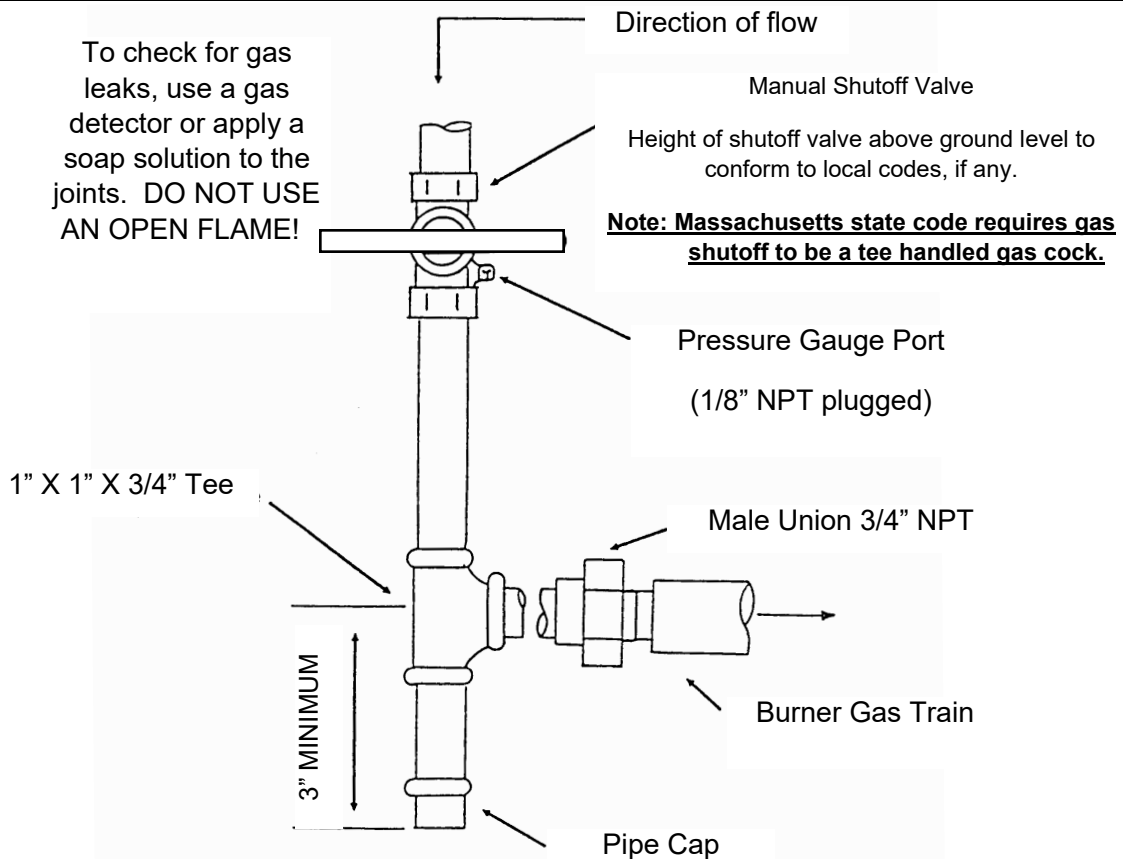 To check for gas
leaks, use a gas
detector or apply a
soap solution to the
joints.  DO NOT USE
AN OPEN FLAME!
Direction of flow
Manual Shutoff Valve
Height of shutoff valve above ground level to
conform to local codes, if any.
Note: Massachusetts state code requires gas
shutoff to be a tee handled gas cock.
Pressure Gauge Port
(1/8” NPT plugged)
1” X 1” X 3/4” Tee
Male Union 3/4” NPT
3” MINIMUM
Burner Gas Train
Pipe Cap